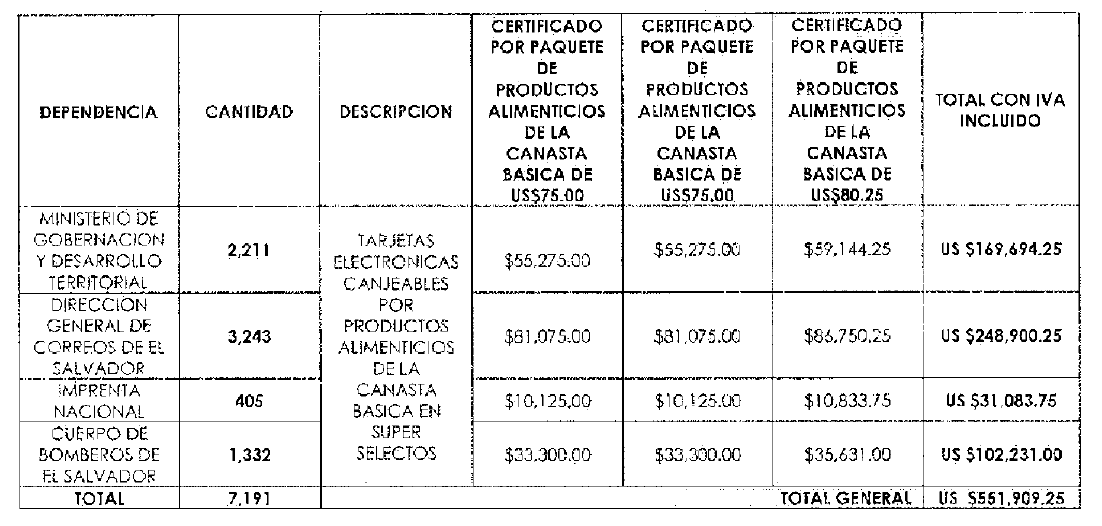 DEPENDENCIA
CANTIDAD
DESCRIPCION
CERTIFICADO
POR PAQUETE
DE
PRODUCTOS
ALIMENTICIOS
DE LA
CANASTA
BASICA DE
US$75.00
CERTIFICADO
POR PAQUETE
DE
PRODUCTOS
ALIMENTICIOS
DE LA
CANASTA
BASICA DE
US$75.00
CERTIFICADO
POR PAQUETE
DE
PRODUCTOS
ALIMENTICIOS
DE LA
CANASTA
BASICA DE
US$80.25
TOTAL CON IVA
INCLUIDO
MINISTERIO DE
GOBERNACION
Y DESARROLLO
TERRITORIAL
2,211
TARJETAS
ELECTRONICAS
CANJEABLES
POR
PRODUCTOS
ALIMENTICIOS
DE LA
CANASTA
BASICA EN
SUPER
SELECTOS
$55,275.00
$55,275.00
$59,144.25
US $169,694.25
DIRECCION
GENERAL DE
CORREOS DE EL
SALVADOR
3,243
$81,075.00
$81,075.00
$86,750.25
US $248,900.25
IMPRENTA
NACIONAL
405
$10,125.00
$10,125.00
$10,833.75
US $31,083.75
CUERPO DE
BOMBEROS DE
EL SALVADOR
1,332
$33,300.00
$33,300.00
$35,631.00
US $102,231.00
TOTAL
7,191
TOTAL GENERAL
US $551,909.25